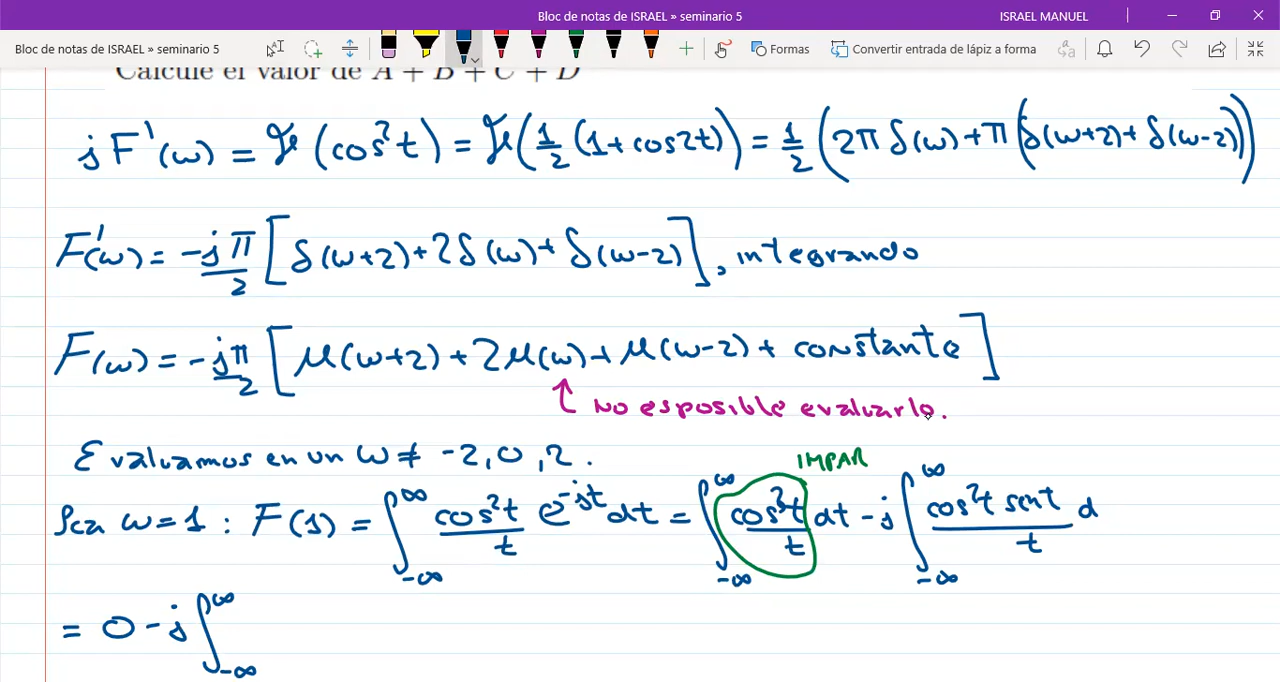 Bloc de notas de ISRAEL » seminario 5 ISRAEL MANUEL
Bloc de notas de ISRAEL » seminario 5 Formas Convertir entrada de lápiz a forma
Calcule el valor de A + B + C + D
j F'(ω) = ℱ(cos²t) = ℱ(1/2 (1+cos2t)) = 1/2 (2π δ(ω) + π(δ(ω+2) + δ(ω-2)))
F'(ω) = -jπ/2 [δ(ω+2) + 2δ(ω) + δ(ω-2)], integrando
F(ω) = -jπ/2 [μ(ω+2) + 2μ(ω) + μ(ω-2) + constante]
↑ No es posible evaluarlo.
Evaluamos en un ω ≠ -2, 0, 2.
IMPAR
Sea ω=1 : F(1) = ∫_{-∞}^{∞} cos²t/t e^{-jt} dt = ∫_{-∞}^{∞} cos³t/t dt - j ∫_{-∞}^{∞} cos²t sent/t d
= 0 - j ∫_{-∞}^{∞}